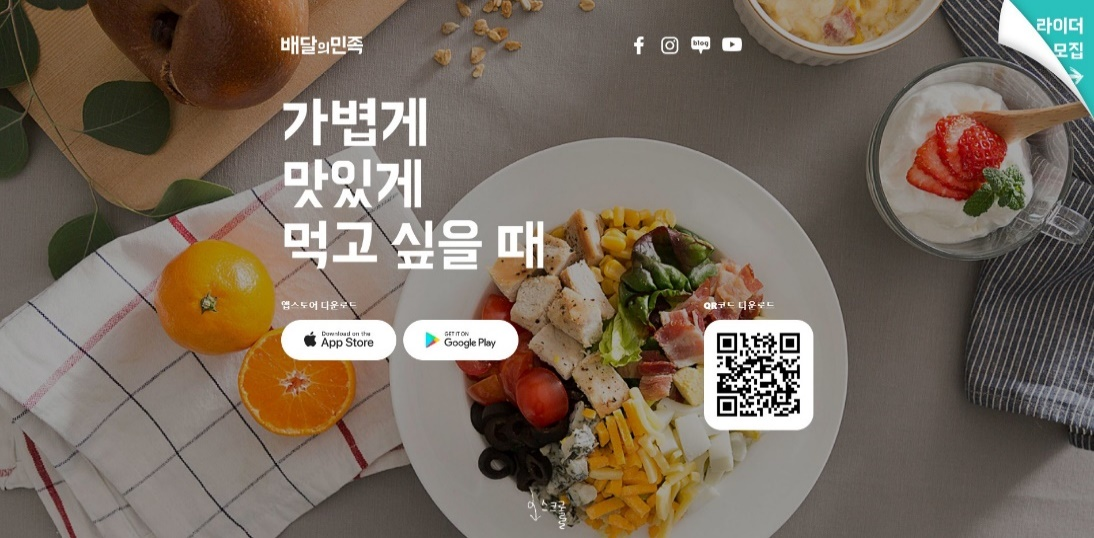 배달의민족
blog
라이더
모집
가볍게
맛있게
먹고 싶을 때
앱스토어 다운로드
QR코드 다운로드
Download on the
App Store
GET IT ON
Google Play
스크롤